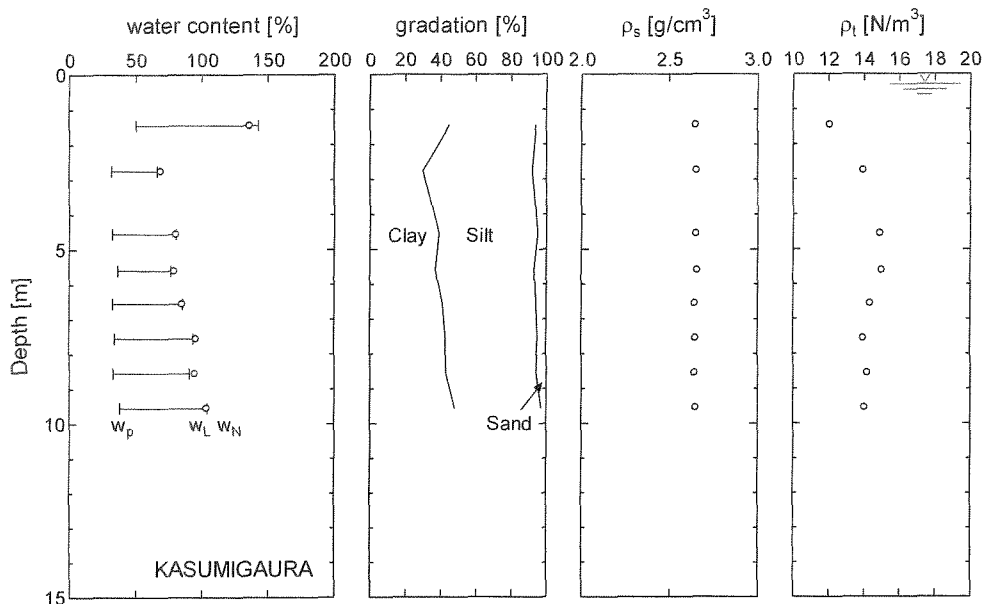 water content [%]
gradation [%]
ρs [g/cm³]
ρt [N/m³]
0 50 100 150 200
0 20 40 60 80 100
2.0 2.5 3.0
10 12 14 16 18 20
0
5
10
15
Depth [m]
Clay
Silt
Sand
wp
wL
wN
KASUMIGAURA